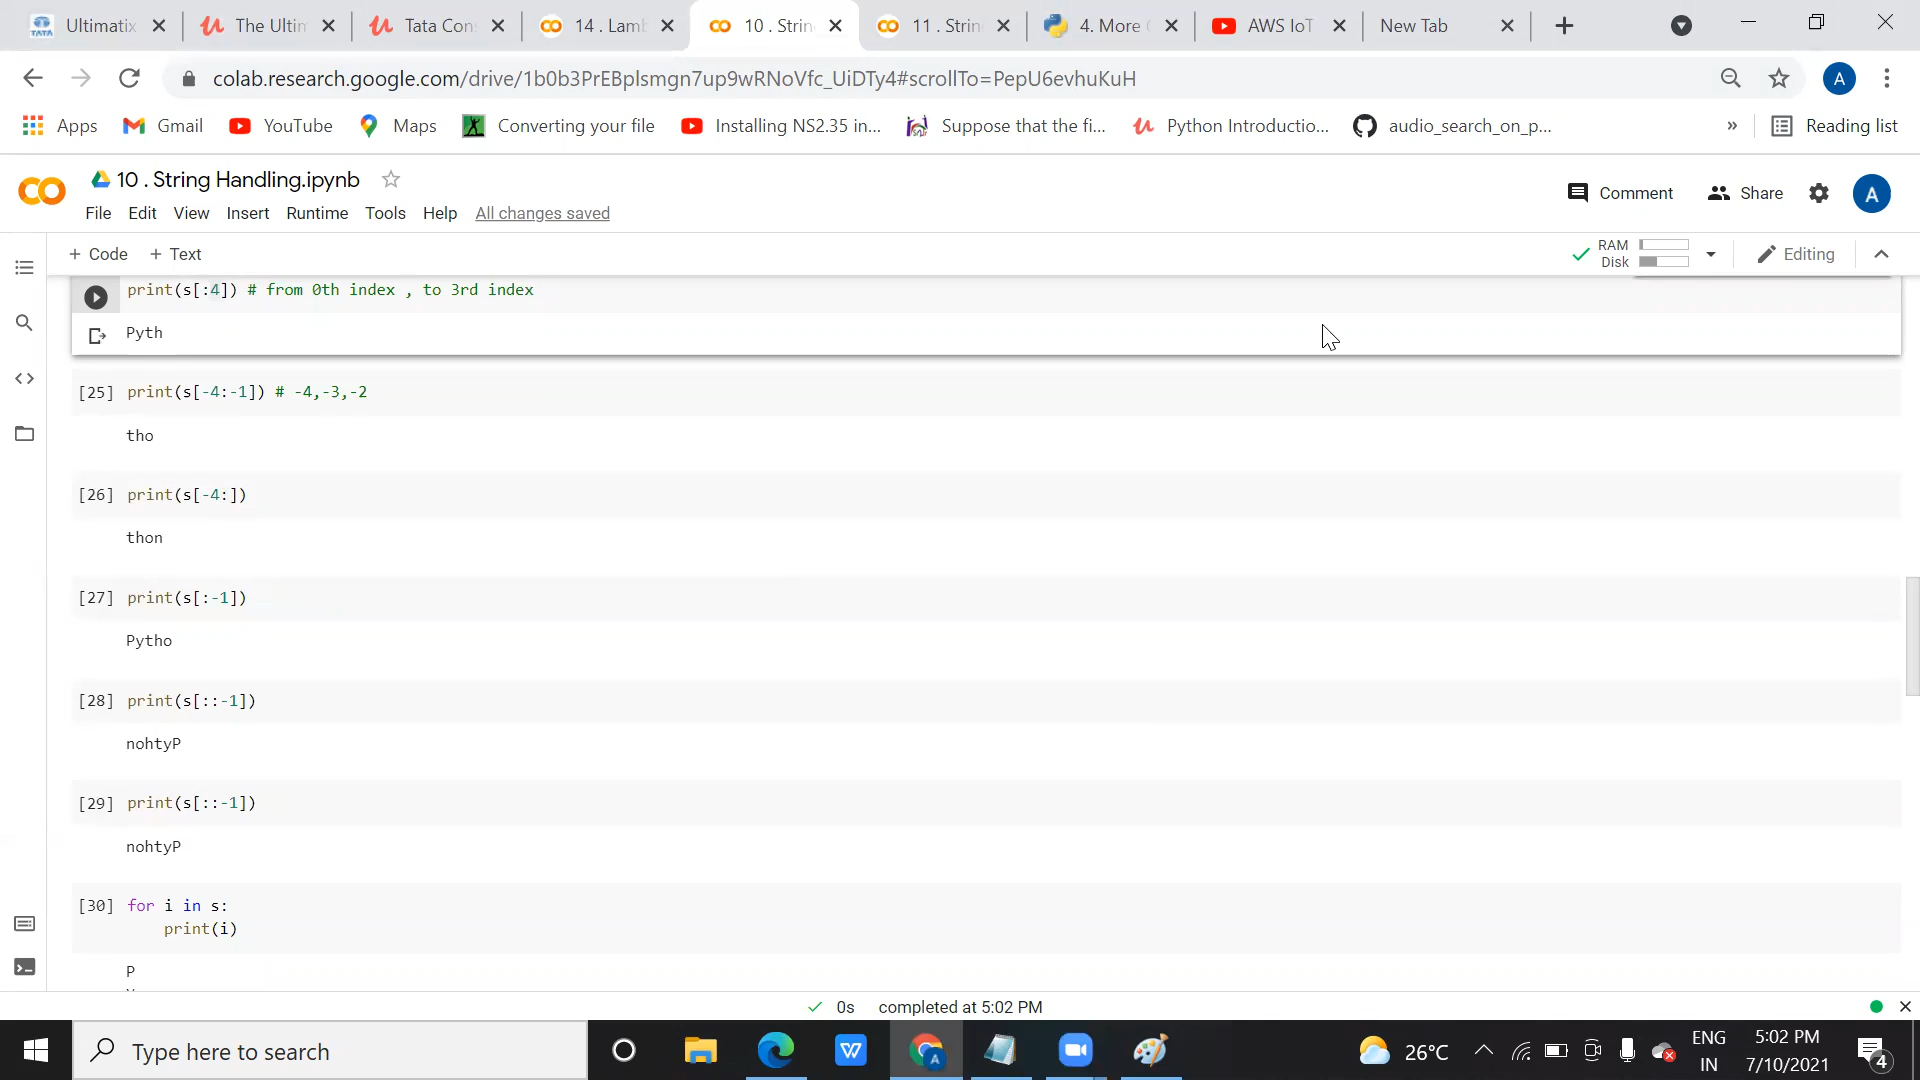 Ultimatix
The Ultim
Tata Con
14 . Lamb
10 . Strin
11 . Strin
4. More
AWS IoT
New Tab
colab.research.google.com/drive/1b0b3PrEBplsmgn7up9wRNoVfc_UiDTy4#scrollTo=PepU6evhuKuH
A
Apps
Gmail
YouTube
Maps
Converting your file
Installing NS2.35 in...
Suppose that the fi...
Python Introductio...
audio_search_on_p...
»
Reading list
10 . String Handling.ipynb
File Edit View Insert Runtime Tools Help All changes saved
Comment
Share
A
+ Code + Text
RAM
Disk
Editing
print(s[:4]) # from 0th index , to 3rd index
Pyth
[25] print(s[-4:-1]) # -4,-3,-2
tho
[26] print(s[-4:])
thon
[27] print(s[:-1])
Pytho
[28] print(s[::-1])
nohtyP
[29] print(s[::-1])
nohtyP
[30] for i in s:
print(i)
P
0s completed at 5:02 PM
Type here to search
26°C
ENG
IN
5:02 PM
7/10/2021
4